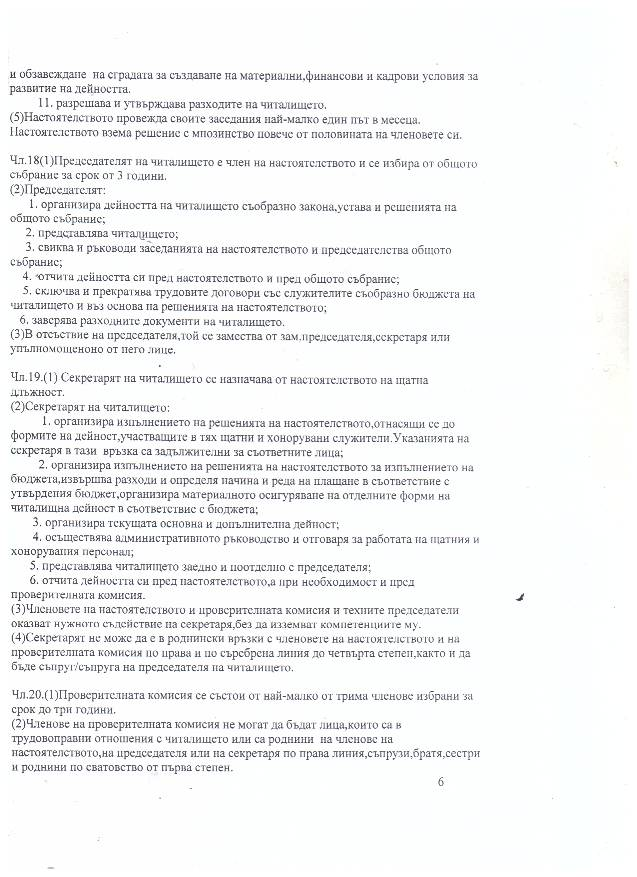 и обзавеждане на сградата за създаване на материални,финансови и кадрови условия за
развитие на дейността.
11. разрешава и утвърждава разходите на читалището.
(5)Настоятелството провежда своите заседания най-малко един път в месеца.
Настоятелството взема решение с мнозинство повече от половината на членовете си.
Чл.18(1)Председателят на читалището е член на настоятелството и се избира от общото
събрание за срок от 3 години.
(2)Председателят:
1. организира дейността на читалището съобразно закона,устава и решенията на
общото събрание;
2. представлява читалището;
3. свиква и ръководи заседанията на настоятелството и председателства общото
събрание;
4. отчита дейността си пред настоятелството и пред общото събрание;
5. сключва и прекратява трудовите договори със служителите съобразно бюджета на
читалището и въз основа на решенията на настоятелството;
6. заверява разходните документи на читалището.
(3)В отсъствие на председателя,той се замества от зам,председателя,секретаря или
упълномощеноно от него лице.
Чл.19.(1) Секретарят на читалището се назначава от настоятелството на щатна
длъжност.
(2)Секретарят на читалището:
1. организира изпълнението на решенията на настоятелството,отнасящи се до
формите на дейност,участващите в тях щатни и хонорувани служители.Указанията на
секретаря в тази връзка са задължителни за съответните лица;
2. организира изпълнението на решенията на настоятелството за изпълнението на
бюджета,извършва разходи и определя начина и реда на плащане в съответствие с
утвърдения бюджет,организира материалното осигуряване на отделните форми на
читалищна дейност в съответствие с бюджета;
3. организира текущата основна и допълнителна дейност;
4. осъществява административното ръководство и отговаря за работата на щатния и
хонорувания персонал;
5. представлява читалището заедно и поотделно с председателя;
6. отчита дейността си пред настоятелството,а при необходимост и пред
проверителната комисия.
(3)Членовете на настоятелството и проверителната комисия и техните председатели
оказват нужното съдействие на секретаря,без да изземват компетенциите му.
(4)Секретарят не може да е в роднински връзки с членовете на настоятелството и на
проверителната комисия по права и по съребрена линия до четвърта степен,както и да
бъде съпруг/съпруга на председателя на читалището.
Чл.20.(1)Проверителната комисия се състои от най-малко от трима членове избрани за
срок до три години.
(2)Членове на проверителната комисия не могат да бъдат лица,които са в
трудовоправни отношения с читалището или са роднини на членове на
настоятелството,на председателя или на секретаря по права линия,съпрузи,братя,сестри
и роднини по сватовство от първа степен.
6